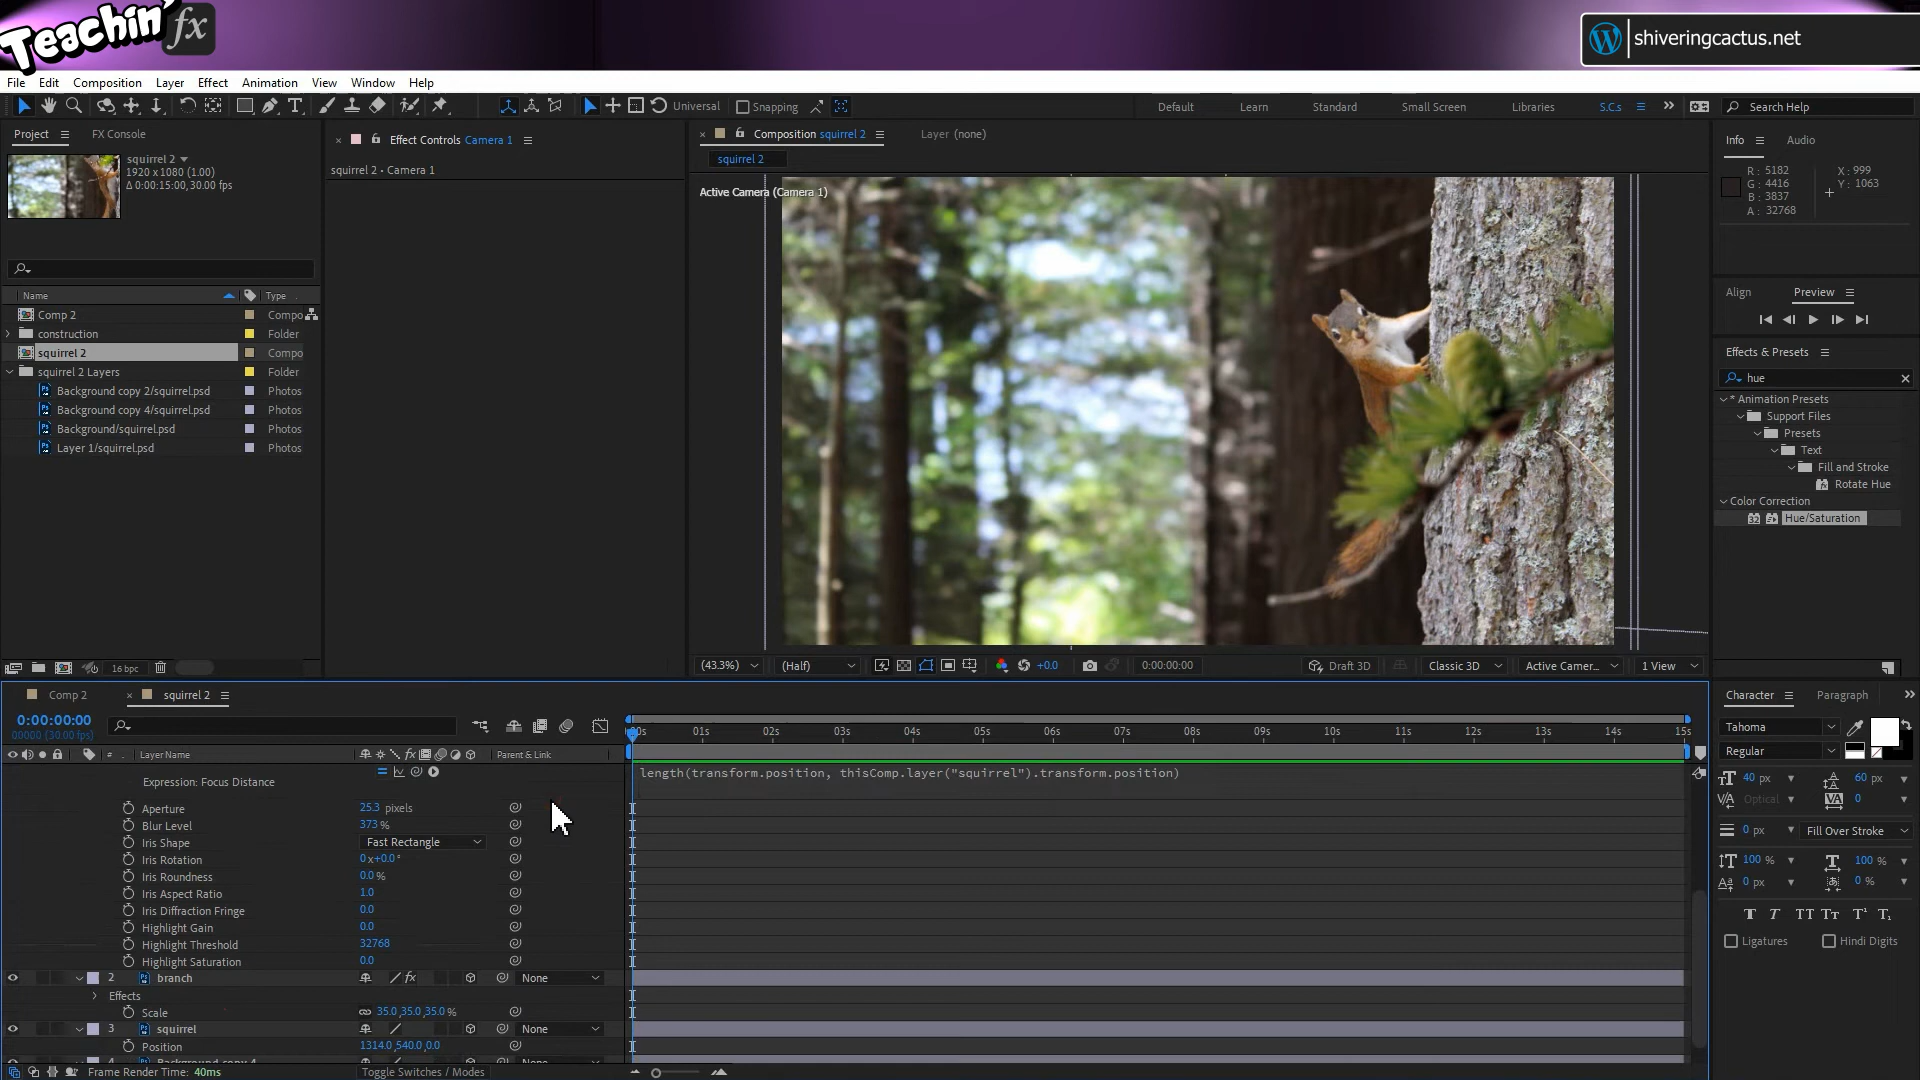 Teachin' fx
shiveringcactus.net
File Edit Composition Layer Effect Animation View Window Help
Universal Snapping Default Learn Standard Small Screen Libraries S.C.s Search Help
Project FX Console
squirrel 2
1920 x 1080 (1.00)
Δ 0:00:15:00, 30.00 fps
Name Type
Comp 2 Compo
construction Folder
squirrel 2 Compo
squirrel 2 Layers Folder
Background copy 2/squirrel.psd Photos
Background copy 4/squirrel.psd Photos
Background/squirrel.psd Photos
Layer 1/squirrel.psd Photos
16 bpc
Effect Controls Camera 1
squirrel 2 • Camera 1
Composition squirrel 2 Layer (none)
squirrel 2
Active Camera (Camera 1)
(43.3%) (Half) +0.0 0:00:00:00 Draft 3D Classic 3D Active Camer... 1 View
Info Audio
R: 5182 X: 999
G: 4416 Y: 1063
B: 3837
A: 32768
Align Preview
Effects & Presets
hue
* Animation Presets
Support Files
Presets
Text
Fill and Stroke
Rotate Hue
Color Correction
32 Hue/Saturation
Comp 2 squirrel 2
0:00:00:00
00000 (30.00 fps)
:00s 01s 02s 03s 04s 05s 06s 07s 08s 09s 10s 11s 12s 13s 14s 15s
# Layer Name Parent & Link
Expression: Focus Distance length(transform.position, thisComp.layer("squirrel").transform.position)
Aperture 25.3 pixels
Blur Level 373 %
Iris Shape Fast Rectangle
Iris Rotation 0x+0.0°
Iris Roundness 0.0 %
Iris Aspect Ratio 1.0
Iris Diffraction Fringe 0.0
Highlight Gain 0.0
Highlight Threshold 32768
Highlight Saturation 0.0
2 branch None
Effects
Scale 35.0,35.0,35.0 %
3 squirrel None
Position 1314.0,540.0,0.0
4 Background copy 4 None
Frame Render Time: 40ms Toggle Switches / Modes
Character Paragraph
Tahoma
Regular
40 px 60 px
Optical 0
0 px Fill Over Stroke
100 % 100 %
0 px 0 %
T T TT Tт T¹ T₁
Ligatures Hindi Digits